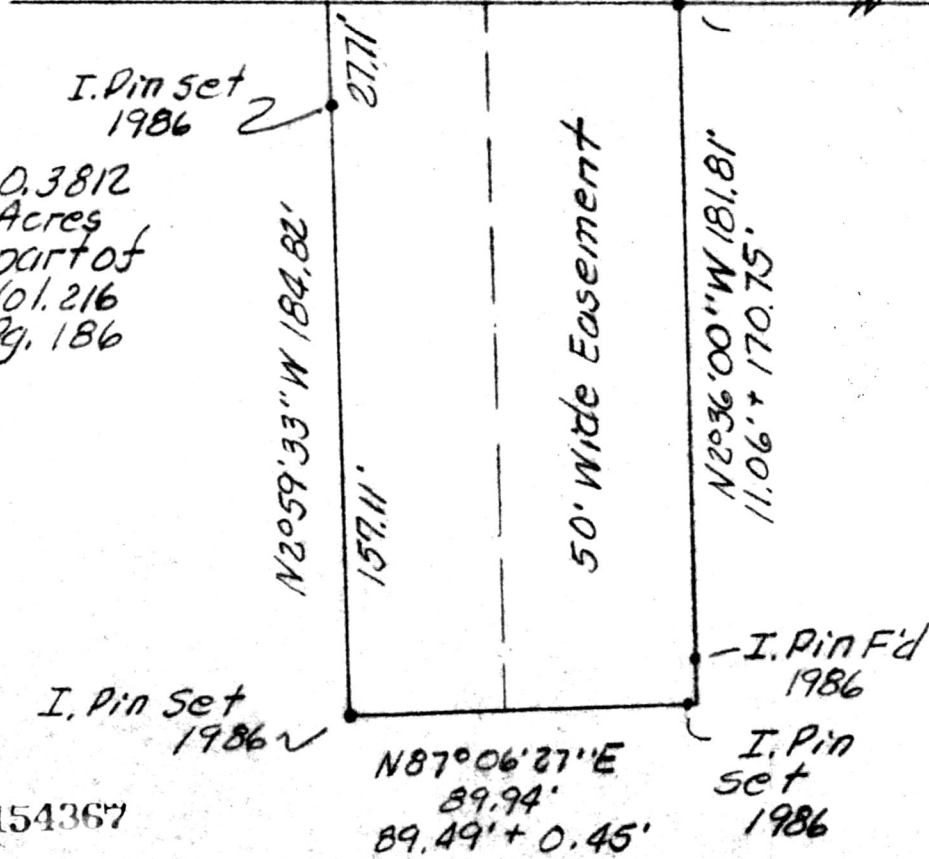 I. Pin set
1986
27.71'
0.3812
Acres
part of
Vol. 216
Pg. 186
N2°59'33"W 184.82'
157.11'
50' Wide Easement
N2°36'00"W 181.81'
11.06' + 170.75'
I. Pin F'd
1986
I. Pin Set
1986
I. Pin
set
1986
N87°06'27"E
89.94'
89.49' + 0.45'
154367